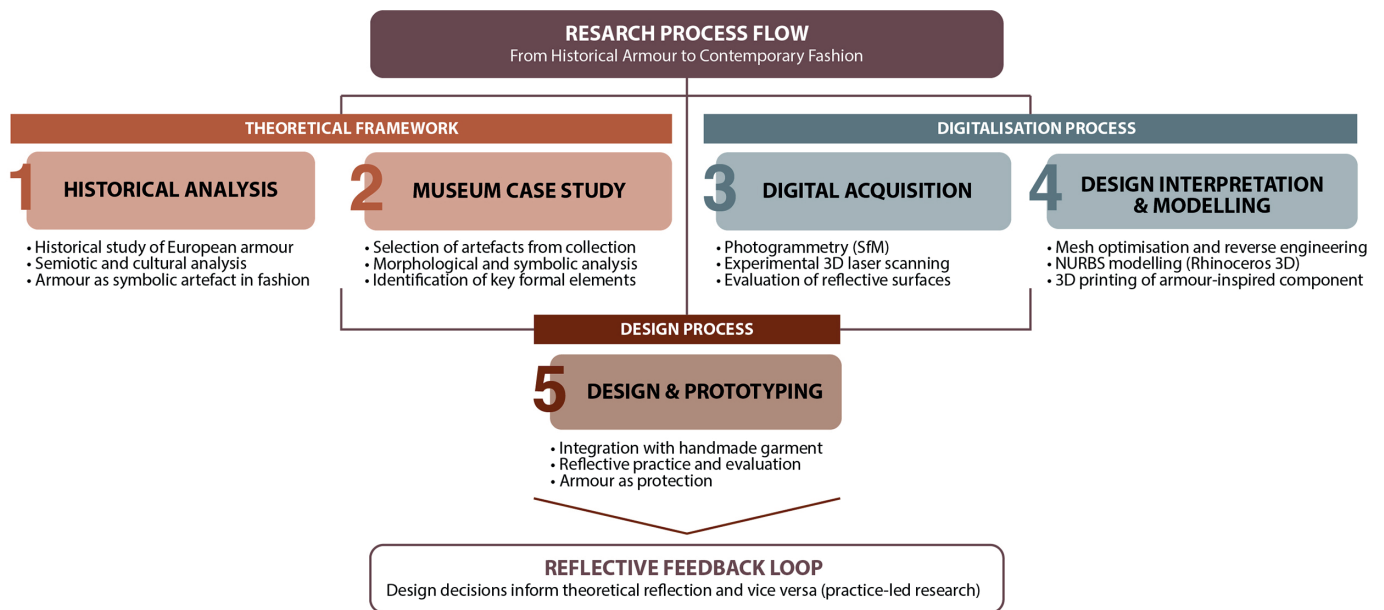 RESARCH PROCESS FLOW
From Historical Armour to Contemporary Fashion
THEORETICAL FRAMEWORK
1
HISTORICAL ANALYSIS
• Historical study of European armour
• Semiotic and cultural analysis
• Armour as symbolic artefact in fashion
2
MUSEUM CASE STUDY
• Selection of artefacts from collection
• Morphological and symbolic analysis
• Identification of key formal elements
DIGITALISATION PROCESS
3
DIGITAL ACQUISITION
• Photogrammetry (SfM)
• Experimental 3D laser scanning
• Evaluation of reflective surfaces
4
DESIGN INTERPRETATION
& MODELLING
• Mesh optimisation and reverse engineering
• NURBS modelling (Rhinoceros 3D)
• 3D printing of armour-inspired component
DESIGN PROCESS
5
DESIGN & PROTOTYPING
• Integration with handmade garment
• Reflective practice and evaluation
• Armour as protection
REFLECTIVE FEEDBACK LOOP
Design decisions inform theoretical reflection and vice versa (practice-led research)